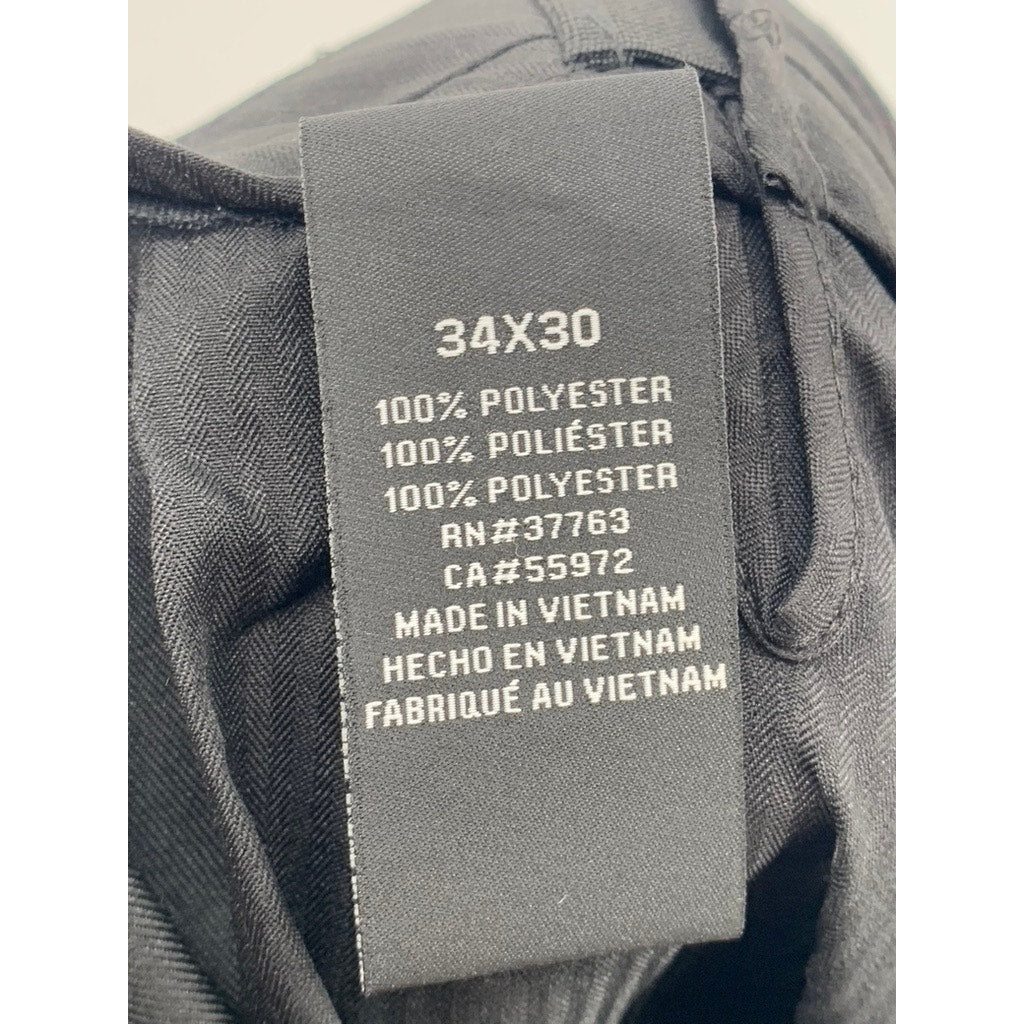 34X30
100% POLYESTER
100% POLIÉSTER
100% POLYESTER
RN#37763
CA#55972
MADE IN VIETNAM
HECHO EN VIETNAM
FABRIQUÉ AU VIETNAM